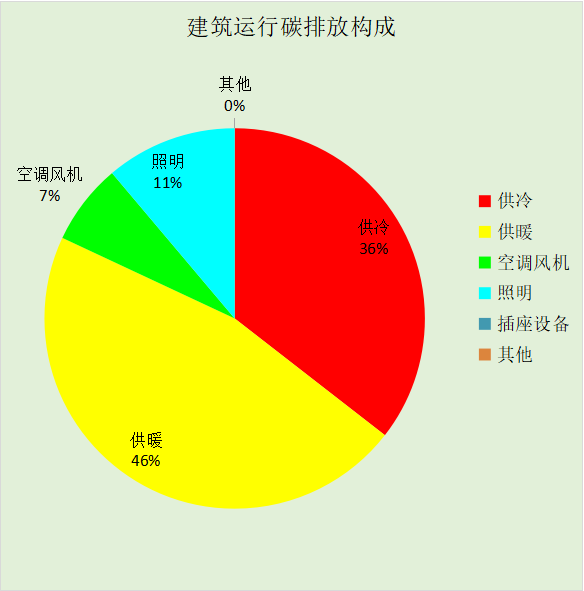 建筑运行碳排放构成
其他
0%
照明
11%
空调风机
7%
供冷
36%
供暖
46%
供冷
供暖
空调风机
照明
插座设备
其他